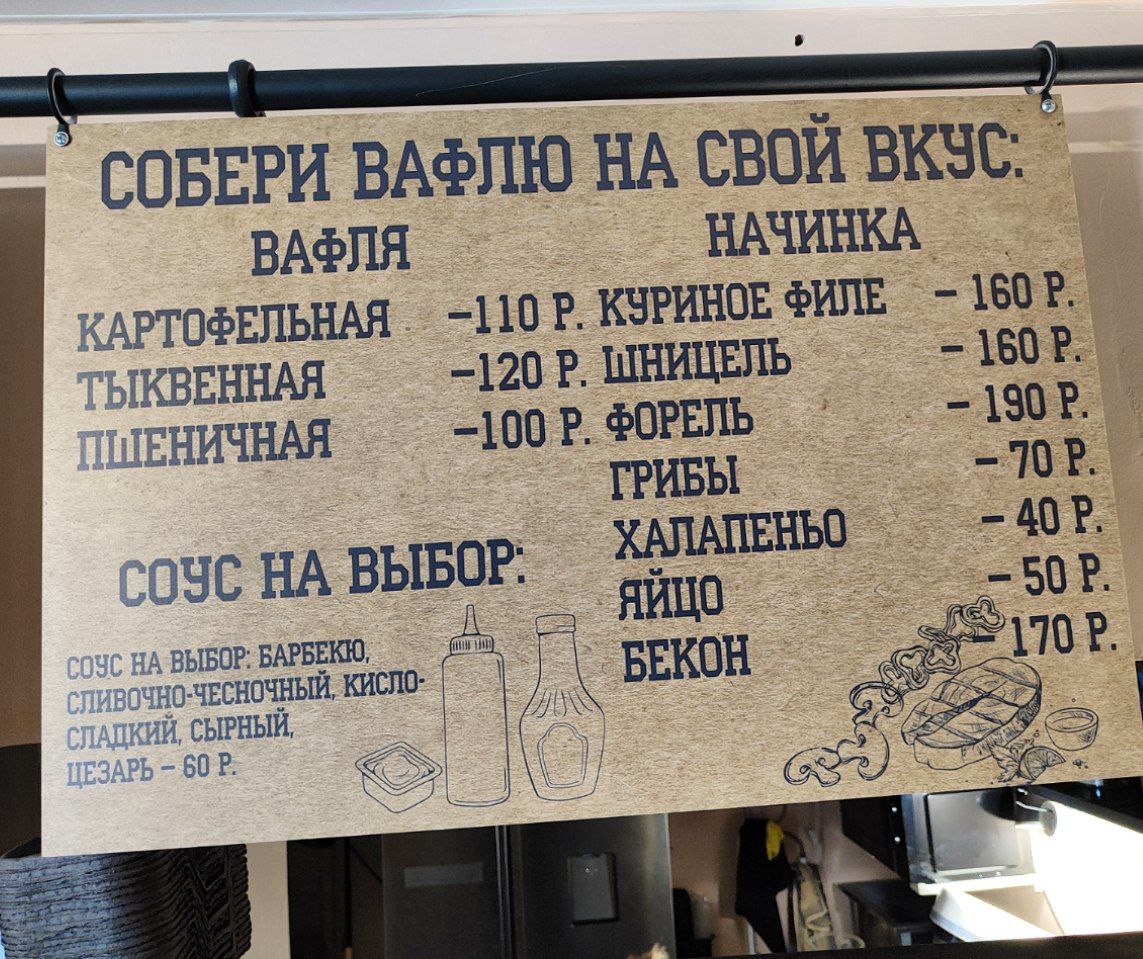 СОБЕРИ ВАФЛЮ НА СВОЙ ВКУС:
ВАФЛЯ
КАРТОФЕЛЬНАЯ –110 Р.
ТЫКВЕННАЯ –120 Р.
ПШЕНИЧНАЯ –100 Р.
НАЧИНКА
КУРИНОЕ ФИЛЕ – 160 Р.
ШНИЦЕЛЬ – 160 Р.
ФОРЕЛЬ – 190 Р.
ГРИБЫ – 70 Р.
ХАЛАПЕНЬО – 40 Р.
ЯЙЦО – 50 Р.
БЕКОН – 170 Р.
СОУС НА ВЫБОР:
СОУС НА ВЫБОР: БАРБЕКЮ,
СЛИВОЧНО-ЧЕСНОЧНЫЙ, КИСЛО-
СЛАДКИЙ, СЫРНЫЙ,
ЦЕЗАРЬ – 60 Р.